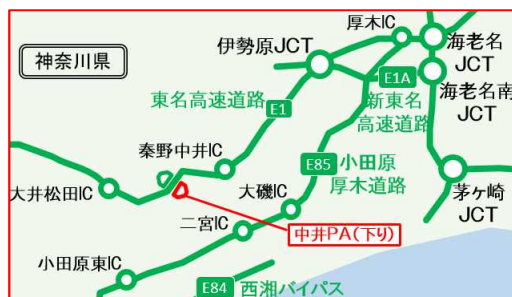 厚木IC
伊勢原JCT
海老名
JCT
神奈川県
E1A
海老名南
JCT
東名高速道路
E1
新東名
高速道路
秦野中井IC
E85
小田原
厚木道路
大井松田IC
大磯IC
茅ヶ崎
JCT
二宮IC
中井PA(下り)
小田原東IC
E84
西湘バイパス